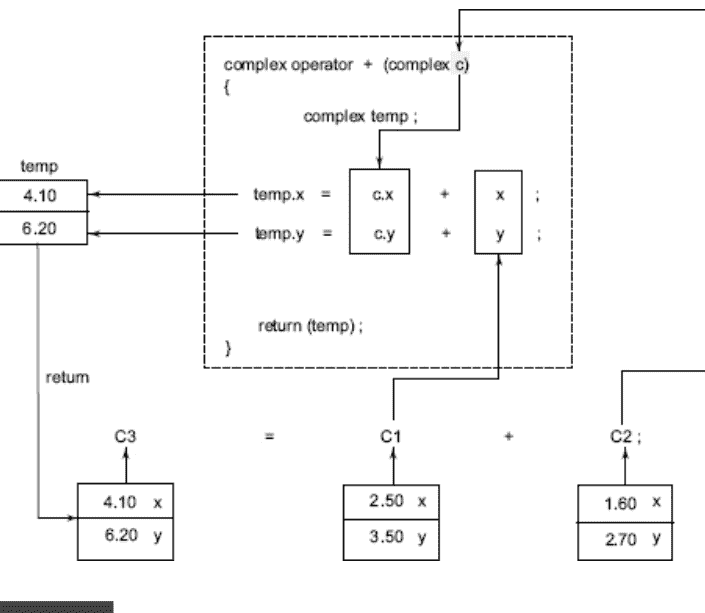 complex operator + (complex c)
{
complex temp ;
temp
4.10
6.20
temp.x = c.x + x ;
temp.y = c.y + y ;
return (temp) ;
}
return
C3 = C1 + C2 ;
4.10 x
6.20 y
2.50 x
3.50 y
1.60 x
2.70 y